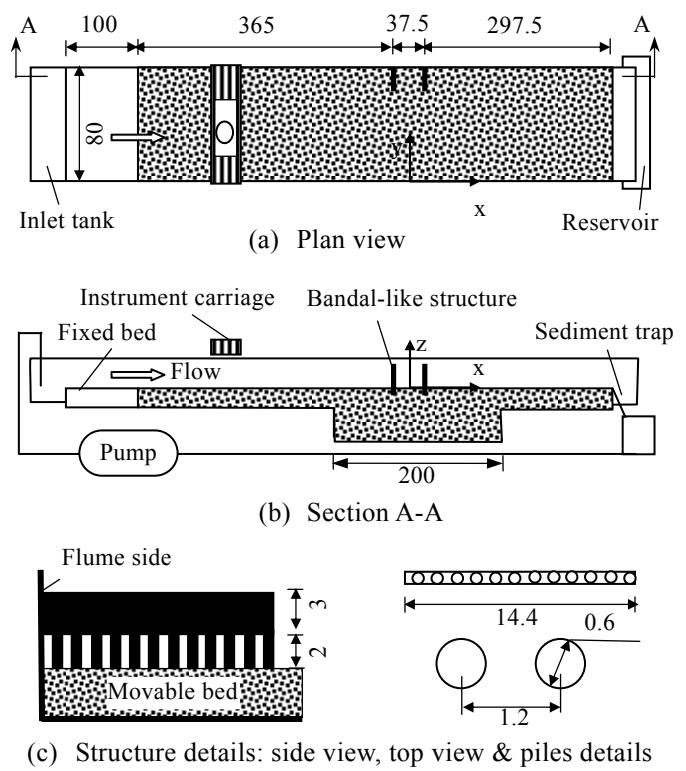 A
A
100
365
37.5
297.5
80
y
x
Inlet tank
Reservoir
(a) Plan view
Instrument carriage
Bandal-like structure
Fixed bed
Sediment trap
z
x
Flow
Pump
200
(b) Section A-A
Flume side
3
2
Movable bed
14.4
0.6
1.2
(c) Structure details: side view, top view & piles details